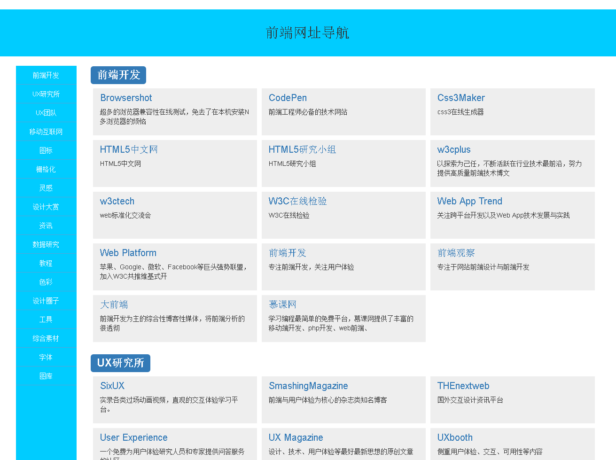 前端网址导航
前端开发
UX研究所
UX团队
移动互联网
图标
栅格化
灵感
设计大赏
资讯
数据研究
教程
色彩
设计圈子
工具
综合素材
字体
图库
前端开发
Browsershot
超多的浏览器兼容性在线测试，免去了在本机安装N
多浏览器的烦恼
CodePen
前端工程师必备的技术网站
Css3Maker
css3在线生成器
HTML5中文网
HTML5中文网
HTML5研究小组
HTML5研究小组
w3cplus
以探索为己任，不断活跃在行业技术最前沿，努力
提供高质量前端技术博文
w3ctech
web标准化交流会
W3C在线检验
W3C在线检验
Web App Trend
关注跨平台开发以及Web App技术发展与实践
Web Platform
苹果、Google、微软、Facebook等巨头强势联盟，
加入W3C共推维基式开
前端开发
专注前端开发，关注用户体验
前端观察
专注于网站前端设计与前端开发
大前端
前端开发为主的综合性博客性媒体，将前端分析的
很透彻
慕课网
学习编程最简单的免费平台，慕课网提供了丰富的
移动端开发、php开发、web前端、
UX研究所
SixUX
实录各类过场动画视频，直观的交互体验学习平
台。
SmashingMagazine
前端与用户体验为核心的杂志类知名博客
THEnextweb
国外交互设计资讯平台
User Experience
一个免费为用户体验研究人员和专家提供问答服务
UX Magazine
设计、技术、用户体验等最好最新思想的原创文章
UXbooth
侧重用户体验、交互、可用性等内容